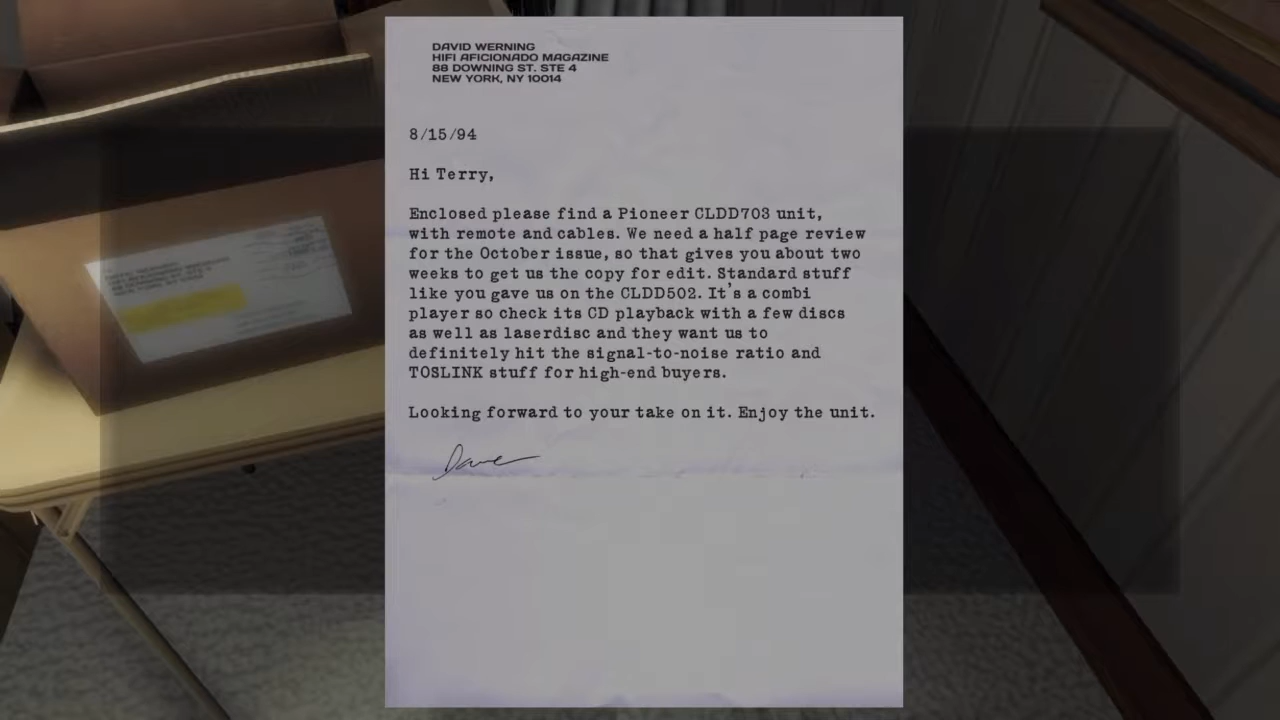 DAVID WERNING
HIFI AFICIONADO MAGAZINE
88 DOWNING ST. STE 4
NEW YORK, NY 10014
8/15/94
Hi Terry,
Enclosed please find a Pioneer CLDD703 unit,
with remote and cables. We need a half page review
for the October issue, so that gives you about two
weeks to get us the copy for edit. Standard stuff
like you gave us on the CLDD502. It's a combi
player so check its CD playback with a few discs
as well as laserdisc and they want us to
definitely hit the signal-to-noise ratio and
TOSLINK stuff for high-end buyers.
Looking forward to your take on it. Enjoy the unit.
Dave